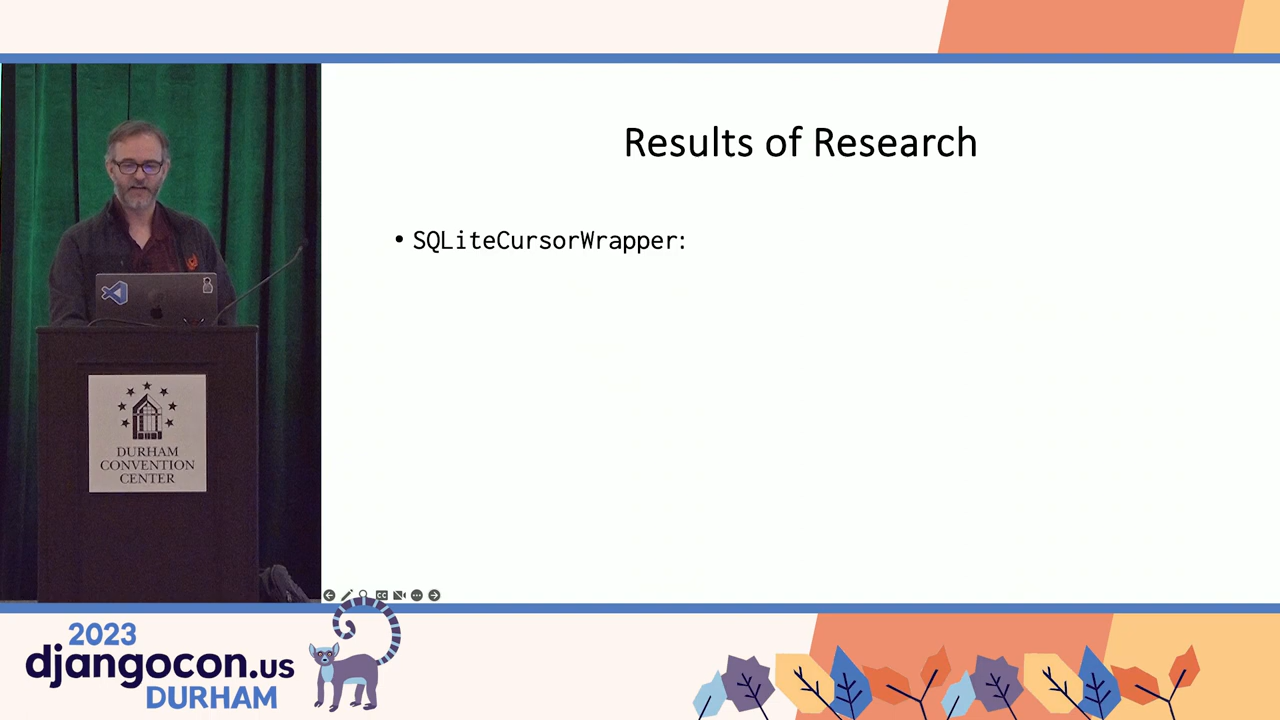 Results of Research
• SQLiteCursorWrapper:
DURHAM
CONVENTION
CENTER
2023
djangocon.us
DURHAM